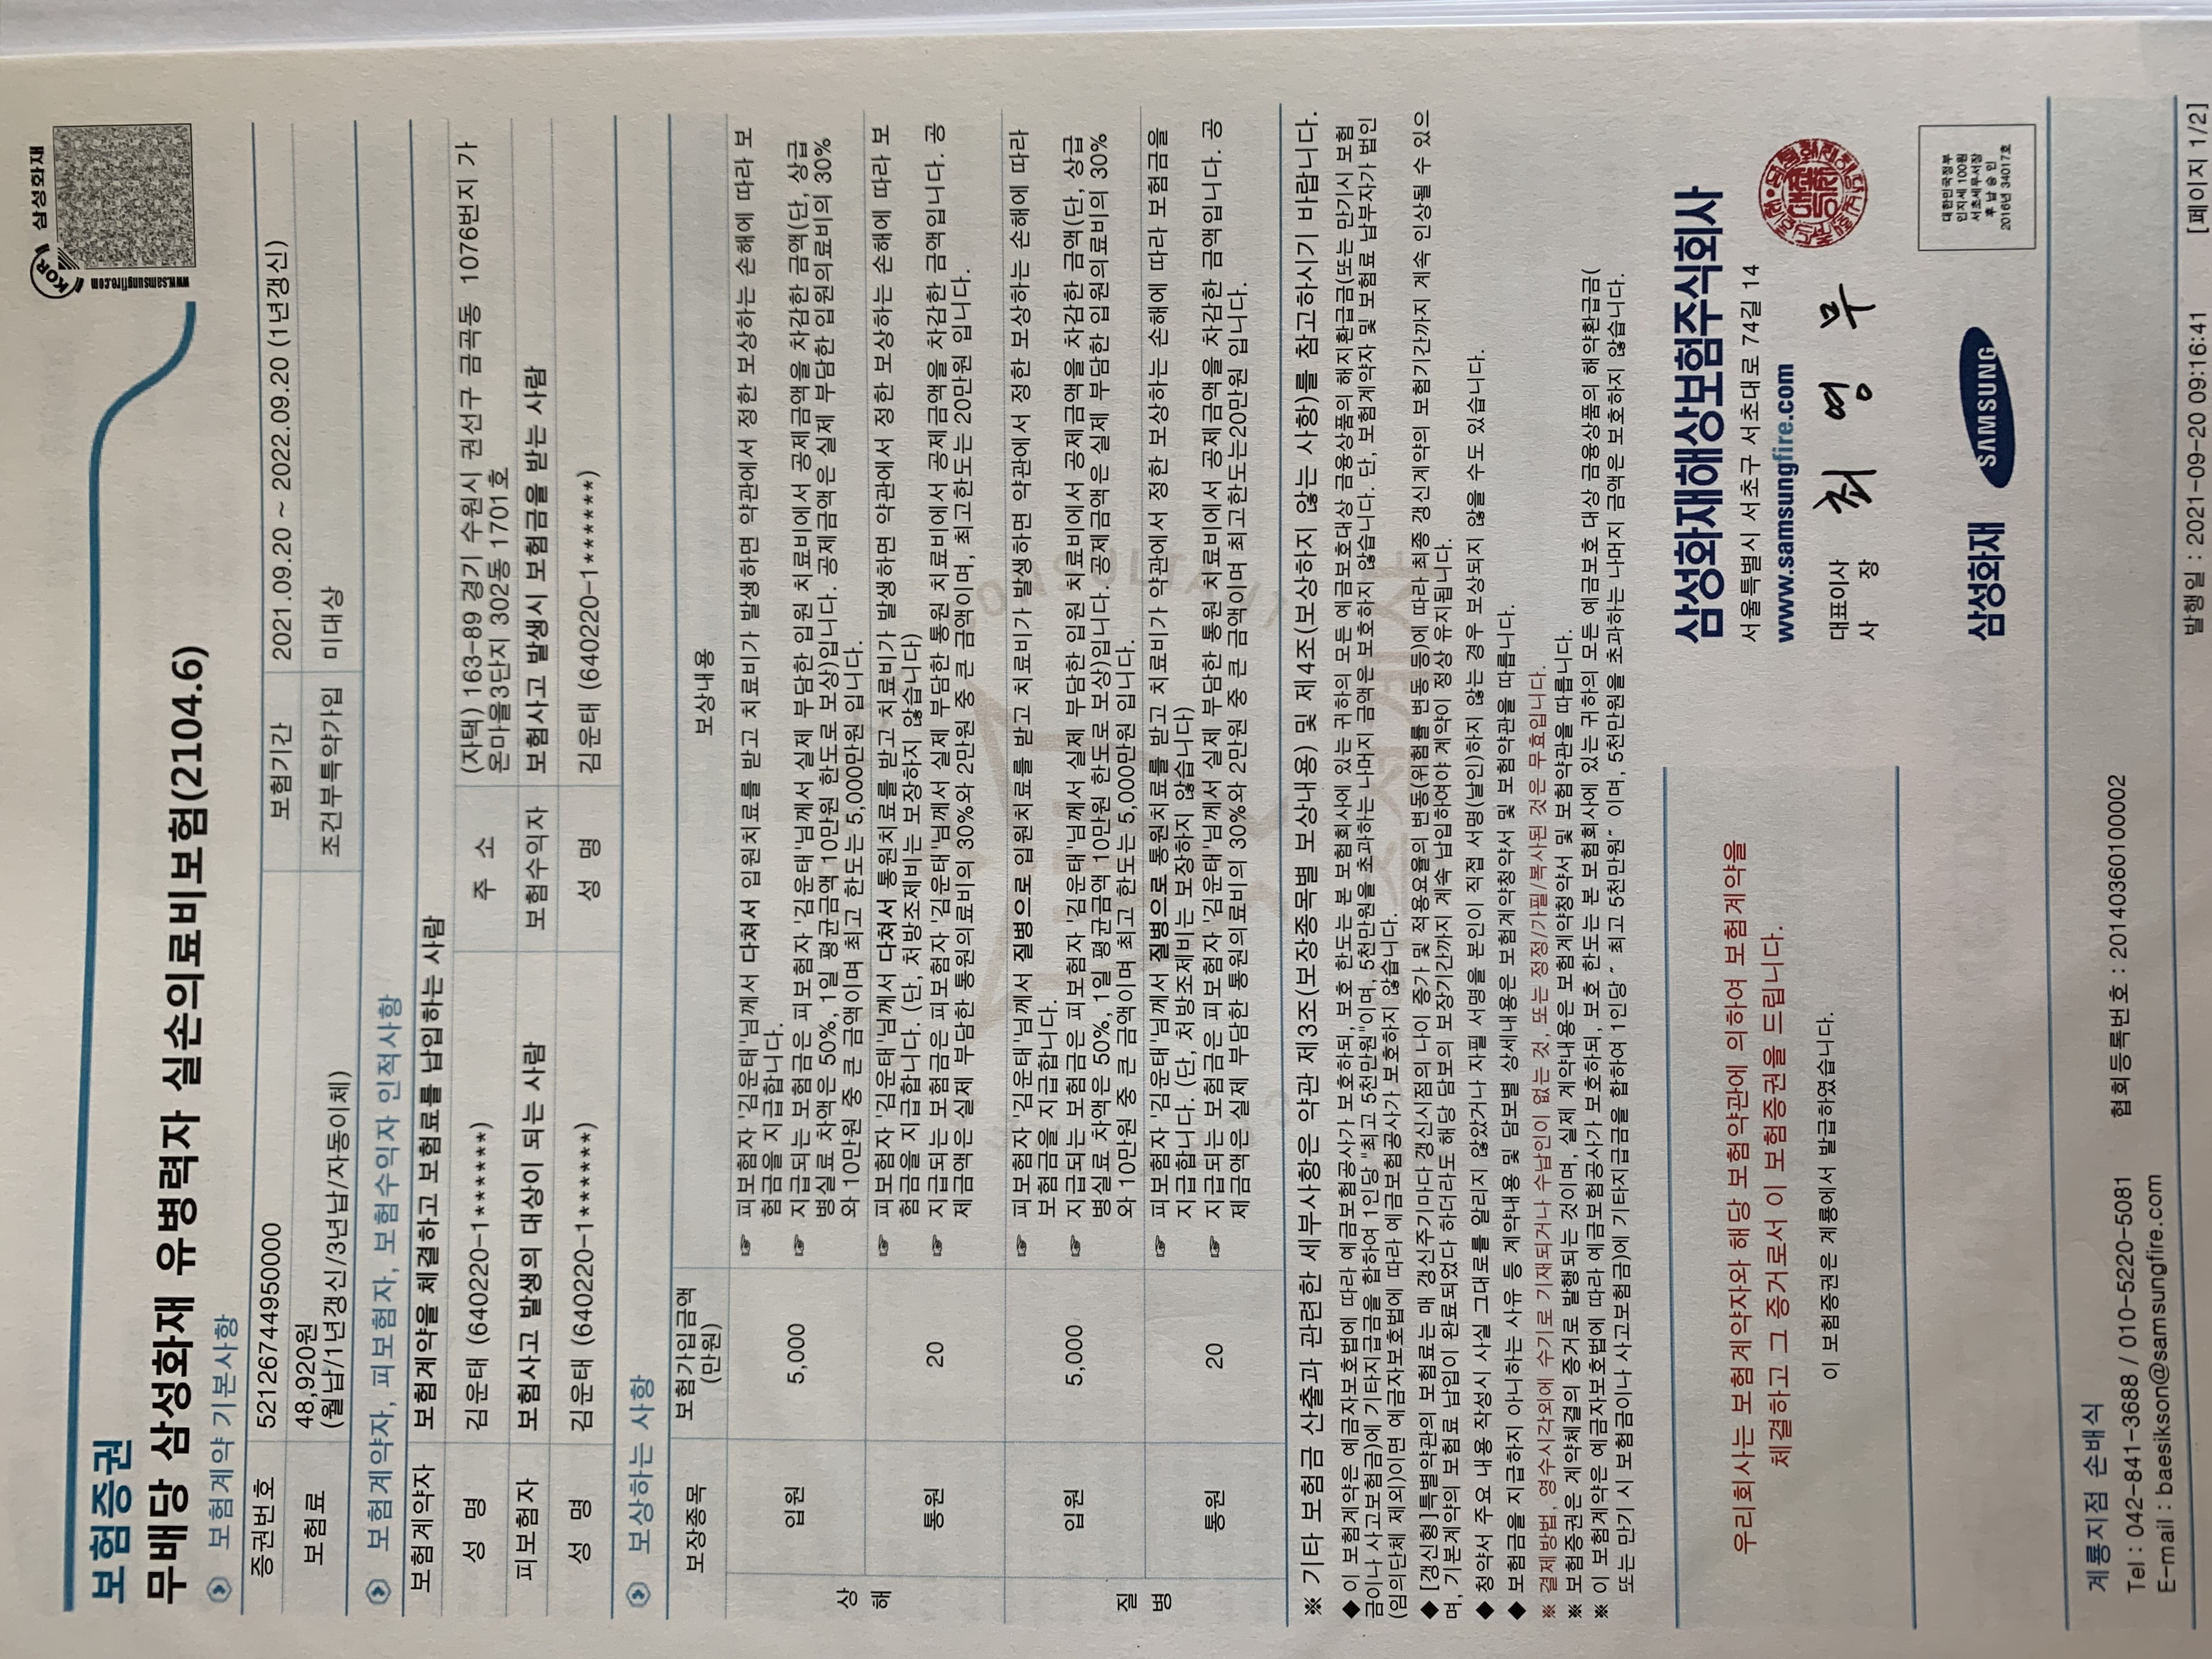 KOR 삼성화재
www.samsungfire.com
보험증권
무배당 삼성화재 유병력자 실손의료비보험(2104.6)
보험계약 기본사항
증권번호 52126744950000 보험기간 2021.09.20 ~ 2022.09.20 (1년갱신)
보험료 48,920원
(월납/1년갱신/3년납/자동이체) 조건부특약가입 미대상
보험계약자, 피보험자, 보험수익자 인적사항
보험계약자 보험계약을 체결하고 보험료를 납입하는 사람
성 명 김운태 (640220-1******) 주 소 (자택) 163-89 경기 수원시 권선구 금곡동 1076번지 가
온마을3단지 302동 1701호
피보험자 보험사고 발생의 대상이 되는 사람 보험수익자 보험사고 발생시 보험금을 받는 사람
성 명 김운태 (640220-1******) 성 명 김운태 (640220-1******)
보상하는 사항
보장종목 보험가입금액
(만원) 보상내용
상
해
입원 5,000
☞ 피보험자 '김운태'님께서 다쳐서 입원치료를 받고 치료비가 발생하면 약관에서 정한 보상하는 손해에 따라 보
험금을 지급합니다.
☞ 지급되는 보험금은 피보험자 '김운태'님께서 실제 부담한 입원 치료비에서 공제금액을 차감한 금액(단, 상급
병실료 차액은 50%, 1일 평균금액 10만원 한도로 보상)입니다. 공제금액은 실제 부담한 입원의료비의 30%
와 10만원 중 큰 금액이며 최고 한도는 5,000만원 입니다.
통원 20
☞ 피보험자 '김운태'님께서 다쳐서 통원치료를 받고 치료비가 발생하면 약관에서 정한 보상하는 손해에 따라 보
험금을 지급합니다. (단, 처방조제비는 보장하지 않습니다)
☞ 지급되는 보험금은 피보험자 '김운태'님께서 실제 부담한 통원 치료비에서 공제금액을 차감한 금액입니다. 공
제금액은 실제 부담한 통원의료비의 30%와 2만원 중 큰 금액이며, 최고한도는 20만원 입니다.
질
병
입원 5,000
☞ 피보험자 '김운태'님께서 질병으로 입원치료를 받고 치료비가 발생하면 약관에서 정한 보상하는 손해에 따라
보험금을 지급합니다.
☞ 지급되는 보험금은 피보험자 '김운태'님께서 실제 부담한 입원 치료비에서 공제금액을 차감한 금액(단, 상급
병실료 차액은 50%, 1일 평균금액 10만원 한도로 보상)입니다. 공제금액은 실제 부담한 입원의료비의 30%
와 10만원 중 큰 금액이며 최고 한도는 5,000만원 입니다.
통원 20
☞ 피보험자 '김운태'님께서 질병으로 통원치료를 받고 치료비가 약관에서 정한 보상하는 손해에 따라 보험금을
지급합니다. (단, 처방조제비는 보장하지 않습니다)
☞ 지급되는 보험금은 피보험자 '김운태'님께서 실제 부담한 통원 치료비에서 공제금액을 차감한 금액입니다. 공
제금액은 실제 부담한 통원의료비의 30%와 2만원 중 큰 금액이며 최고한도는20만원 입니다.
※ 기타 보험금 산출과 관련한 세부사항은 약관 제3조(보장종목별 보상내용) 및 제4조(보상하지 않는 사항)를 참고하시기 바랍니다.
◆ 이 보험계약은 예금자보호법에 따라 예금보험공사가 보호하되, 보호 한도는 본 보험회사에 있는 귀하의 모든 예금보호대상 금융상품의 해지환급금(또는 만기시 보험
금이나 사고보험금)에 기타지급금을 합하여 1인당 "최고 5천만원"이며, 5천만원을 초과하는 나머지 금액은 보호하지 않습니다. 단, 보험계약자 및 보험료 납부자가 법인
(임의단체 제외)이면 예금자보호법에 따라 예금보험공사가 보호하지 않습니다.
◆ [갱신형]특별약관의 보험료는 매 갱신주기마다 갱신시점의 나이 증가 및 적용요율의 변동(위험률 변동 등)에 따라 최종 갱신계약의 보험기간까지 계속 인상될 수 있으
며, 기본계약의 보험료 납입이 완료되었다 하더라도 해당 담보의 보장기간까지 계속 납입하여야 계약이 정상 유지됩니다.
◆ 청약서 주요 내용 작성시 사실 그대로를 알리지 않았거나 자필 서명을 본인이 직접 서명(날인)하지 않는 경우 보상되지 않을 수도 있습니다.
◆ 보험금을 지급하지 아니하는 사유 등 계약내용 및 담보별 상세내용은 보험계약청약서 및 보험약관을 따릅니다.
※ 결제방법, 영수시각외에 수기로 기재되거나 수납인이 없는 것, 또는 정정/가필/복사된 것은 무효입니다.
※ 보험증권은 계약체결의 증거로 발행되는 것이며, 실제 계약내용은 보험계약청약서 및 보험약관을 따릅니다.
※ 이 보험계약은 예금자보호법에 따라 예금보험공사가 보호하되, 보호 한도는 본 보험회사에 있는 귀하의 모든 예금보호 대상 금융상품의 해약환급금(
또는 만기 시 보험금이나 사고보험금)에 기타지급금을 합하여 1인당 ˝ 최고 5천만원˝ 이며, 5천만원을 초과하는 나머지 금액은 보호하지 않습니다.
우리회사는 보험계약자와 해당 보험약관에 의하여 보험계약을
체결하고 그 증거로서 이 보험증권을 드립니다.
이 보험증권은 계룡에서 발급하였습니다.
삼성화재해상보험주식회사
서울특별시 서초구 서초대로 74길 14
www.samsungfire.com
대표이사
사 장 최 영 무
삼성화재 SAMSUNG
대한민국정부
인지세 100원
서초세무서장
후 납 승 인
2016년 34017호
계룡지점 손배식
Tel : 042-841-3688 / 010-5220-5081 협회등록번호 : 20140360100002
E-mail : baesikson@samsungfire.com
발행일 : 2021-09-20 09:16:41 [페이지 1/2]